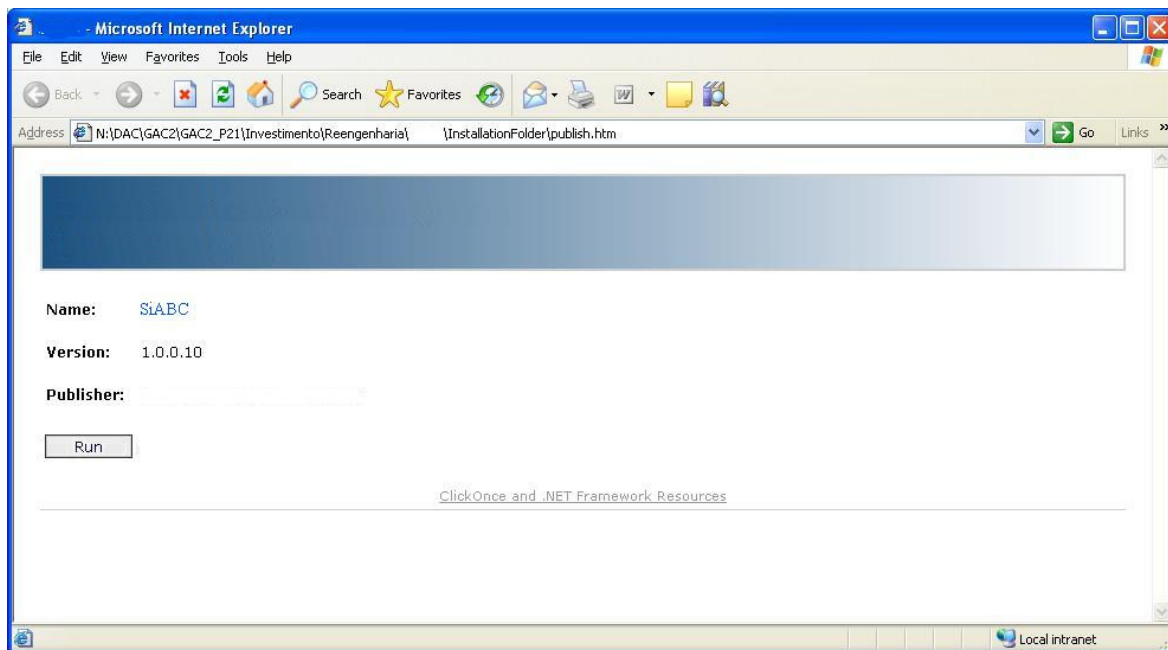 - Microsoft Internet Explorer
File Edit View Favorites Tools Help
Back Search Favorites
Address N:\DAC\GAC2\GAC2_P21\Investimento\Reengenharia\ \InstallationFolder\publish.htm Go Links »
Name: SiABC
Version: 1.0.0.10
Publisher:
Run
ClickOnce and .NET Framework Resources
Local intranet